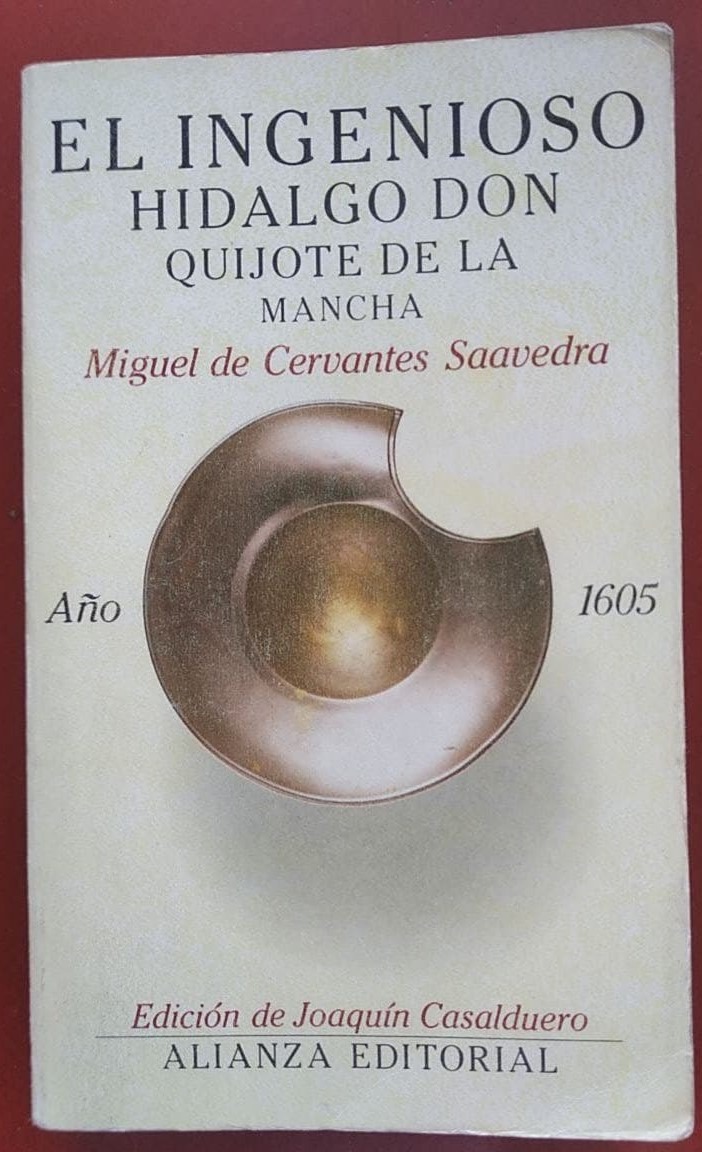 EL INGENIOSO
HIDALGO DON
QUIJOTE DE LA
MANCHA
Miguel de Cervantes Saavedra
Año 1605
Edición de Joaquín Casalduero
ALIANZA EDITORIAL